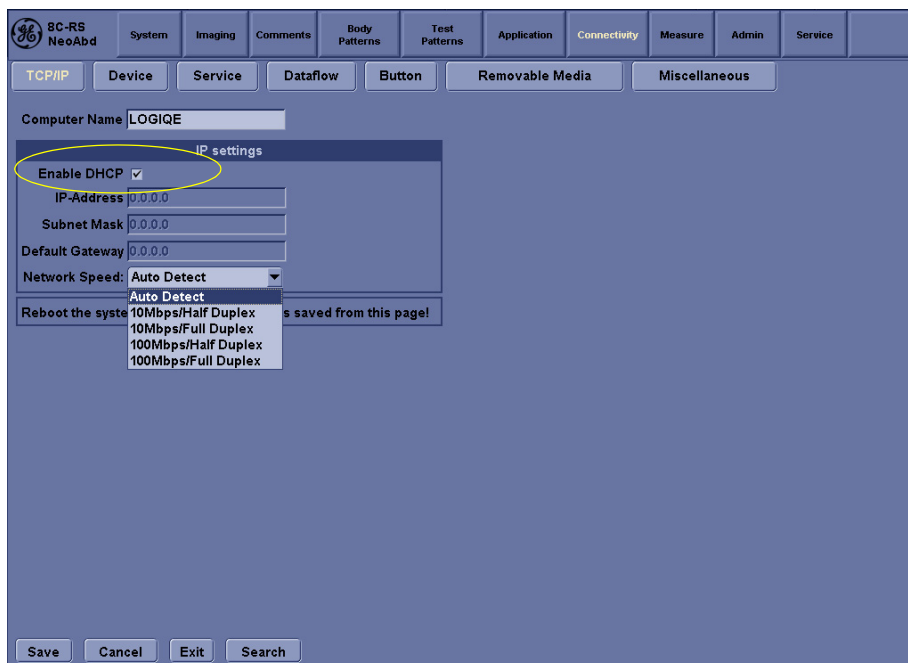 8C-RS
NeoAbd
System
Imaging
Comments
Body
Patterns
Test
Patterns
Application
Connectivity
Measure
Admin
Service
TCP/IP
Device
Service
Dataflow
Button
Removable Media
Miscellaneous
Computer Name LOGIQE
IP settings
Enable DHCP
IP-Address 0.0.0.0
Subnet Mask 0.0.0.0
Default Gateway 0.0.0.0
Network Speed: Auto Detect
Auto Detect
10Mbps/Half Duplex
10Mbps/Full Duplex
100Mbps/Half Duplex
100Mbps/Full Duplex
Reboot the syste s saved from this page!
Save
Cancel
Exit
Search